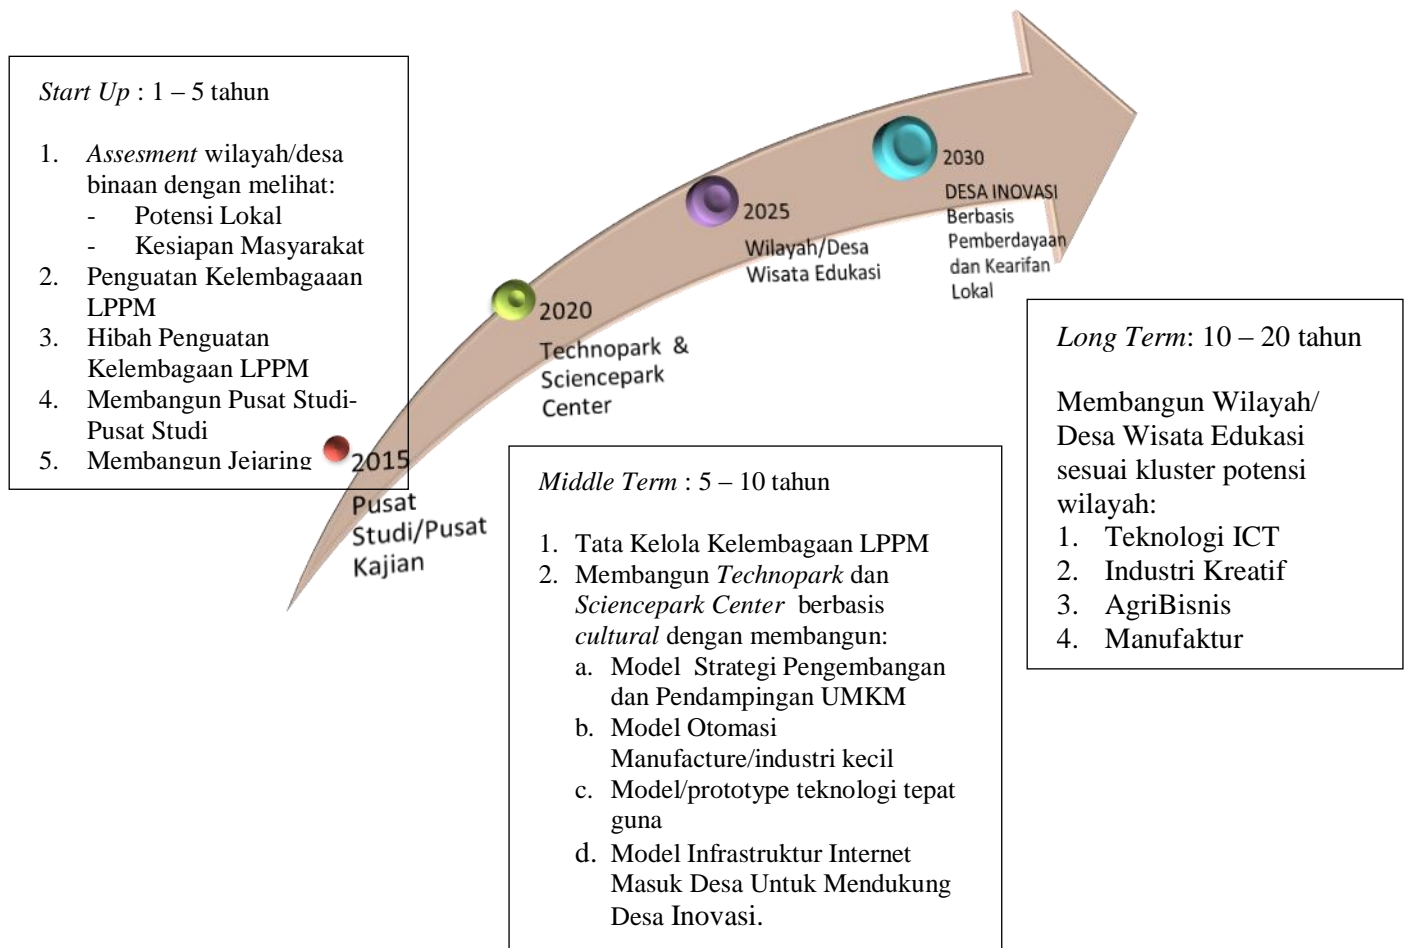 Start Up : 1 – 5 tahun
1. Assesment wilayah/desa
binaan dengan melihat:
- Potensi Lokal
- Kesiapan Masyarakat
2. Penguatan Kelembagaaan
LPPM
3. Hibah Penguatan
Kelembagaan LPPM
4. Membangun Pusat Studi-
Pusat Studi
5. Membangun Jejaring
2015
Pusat
Studi/Pusat
Kajian
2020
Technopark &
Sciencepark
Center
2025
Wilayah/Desa
Wisata Edukasi
2030
DESA INOVASI
Berbasis
Pemberdayaan
dan Kearifan
Lokal
Middle Term : 5 – 10 tahun
1. Tata Kelola Kelembagaan LPPM
2. Membangun Technopark dan
Sciencepark Center berbasis
cultural dengan membangun:
a. Model Strategi Pengembangan
dan Pendampingan UMKM
b. Model Otomasi
Manufacture/industri kecil
c. Model/prototype teknologi tepat
guna
d. Model Infrastruktur Internet
Masuk Desa Untuk Mendukung
Desa Inovasi.
Long Term: 10 – 20 tahun
Membangun Wilayah/
Desa Wisata Edukasi
sesuai kluster potensi
wilayah:
1. Teknologi ICT
2. Industri Kreatif
3. AgriBisnis
4. Manufaktur